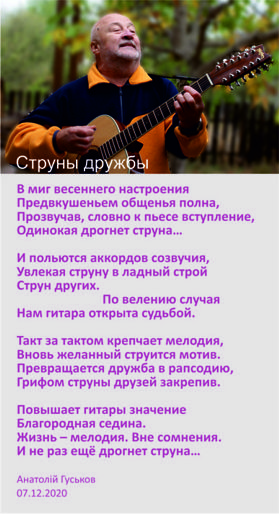 Струны дружбы
В миг весеннего настроения
Предвкушеньем общенья полна,
Прозвучав, словно к пьесе вступление,
Одинокая дрогнет струна…
И польются аккордов созвучия,
Увлекая струну в ладный строй
Струн других.
По велению случая
Нам гитара открыта судьбой.
Такт за тактом крепчает мелодия,
Вновь желанный струится мотив.
Превращается дружба в рапсодию,
Грифом струны друзей закрепив.
Повышает гитары значение
Благородная седина.
Жизнь – мелодия. Вне сомнения.
И не раз ещё дрогнет струна…
Анатолій Гуськов
07.12.2020